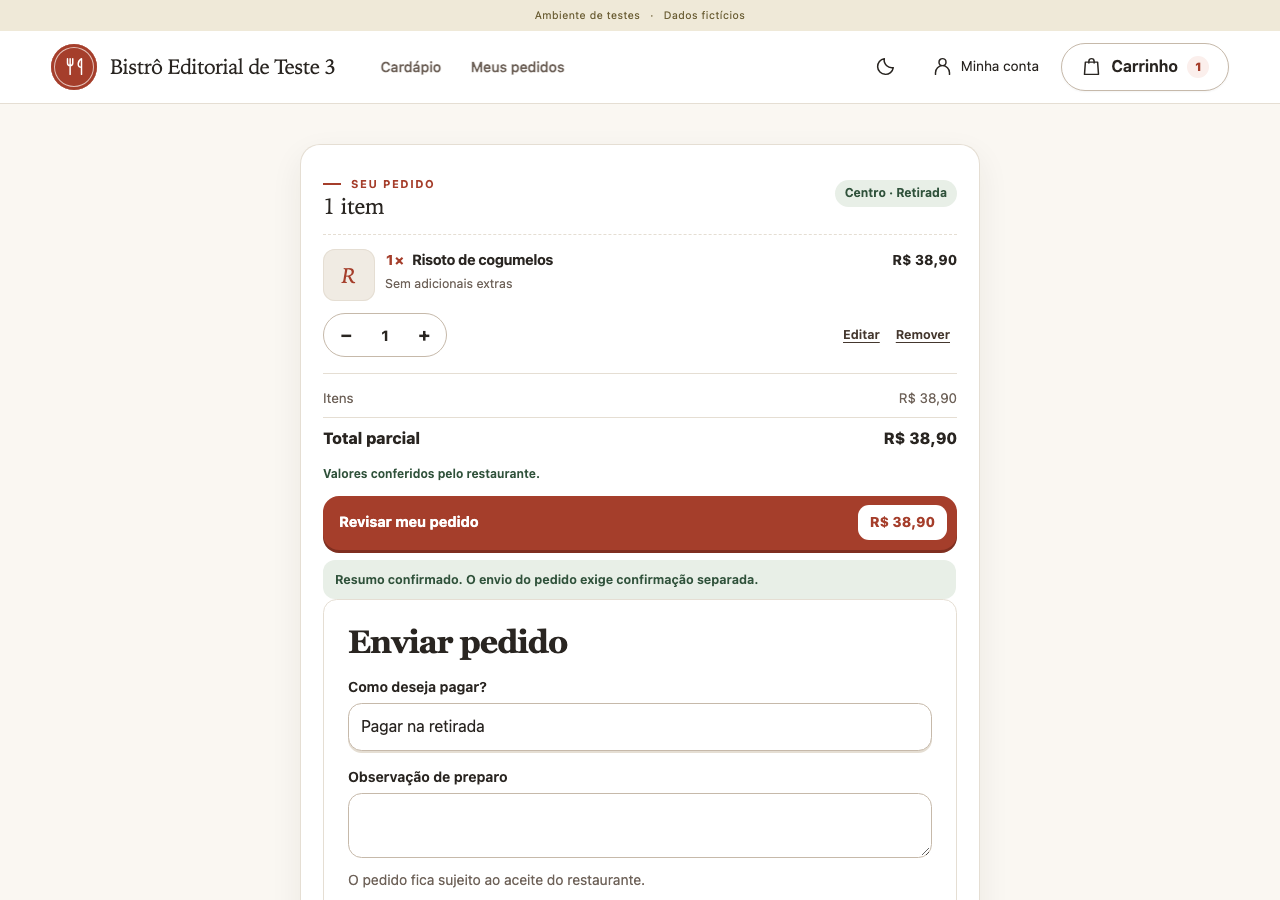 Ambiente de testes · Dados fictícios
Bistrô Editorial de Teste 3
Cardápio
Meus pedidos
Minha conta
Carrinho 1
SEU PEDIDO
1 item
Centro · Retirada
R
1× Risoto de cogumelos
R$ 38,90
Sem adicionais extras
− 1 +
Editar
Remover
Itens R$ 38,90
Total parcial R$ 38,90
Valores conferidos pelo restaurante.
Revisar meu pedido R$ 38,90
Resumo confirmado. O envio do pedido exige confirmação separada.
Enviar pedido
Como deseja pagar?
Pagar na retirada
Observação de preparo
O pedido fica sujeito ao aceite do restaurante.